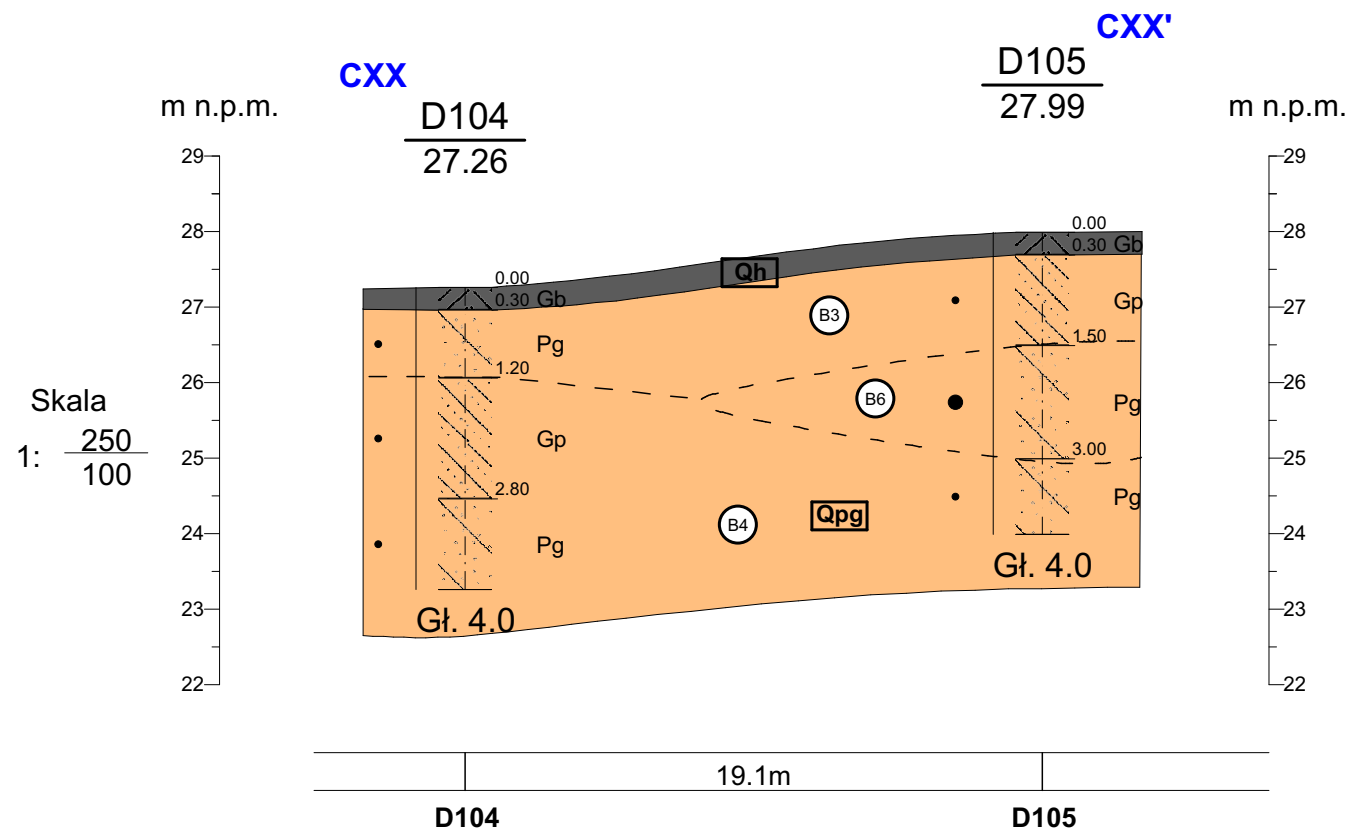 CXX'
CXX
D105
27.99
m n.p.m.
D104
27.26
m n.p.m.
29
29
28
0.00
0.30 Gb
28
Qh
0.00
0.30 Gb
27
B3
Gp
27
Pg
1.50
1.20
26
26
Skala
1: 250
100
B6
Pg
Gp
3.00
25
25
2.80
Pg
Qpg
B4
24
24
Pg
Gł. 4.0
Gł. 4.0
23
23
22
22
19.1m
D104
D105